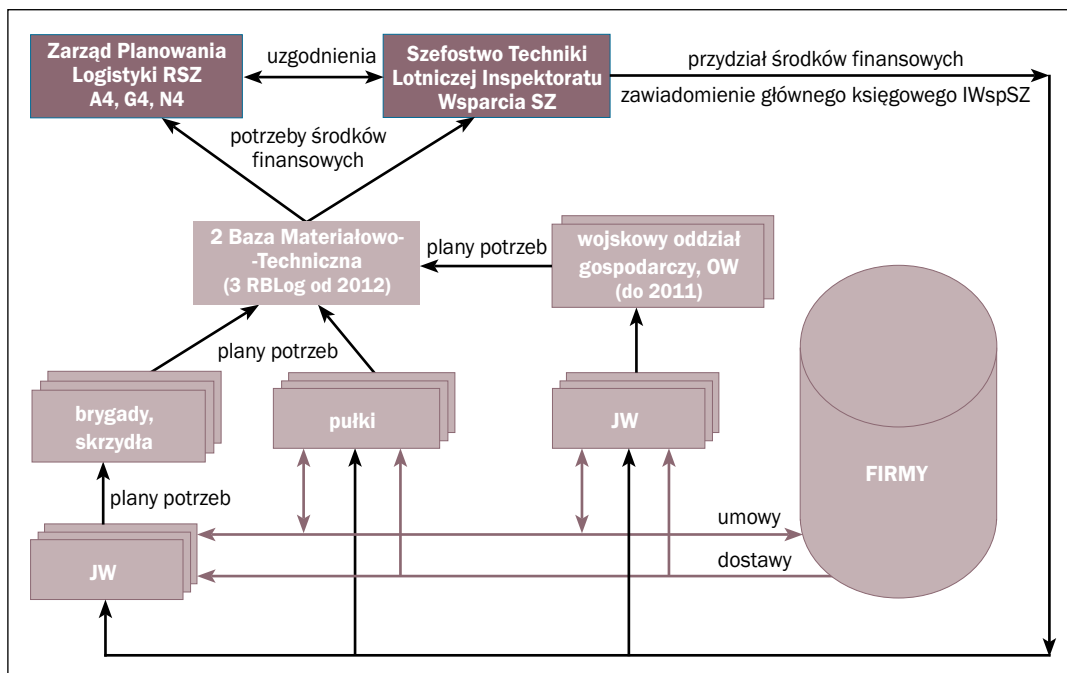 Zarząd Planowania
Logistyki RSZ
A4, G4, N4
uzgodnienia
Szefostwo Techniki
Lotniczej Inspektoratu
Wsparcia SZ
przydział środków finansowych
zawiadomienie głównego księgowego IWspSZ
potrzeby środków
finansowych
2 Baza Materiałowo-
-Techniczna
(3 RBLog od 2012)
plany potrzeb
wojskowy oddział
gospodarczy, OW
(do 2011)
plany potrzeb
brygady,
skrzydła
pułki
JW
FIRMY
plany potrzeb
umowy
JW
dostawy